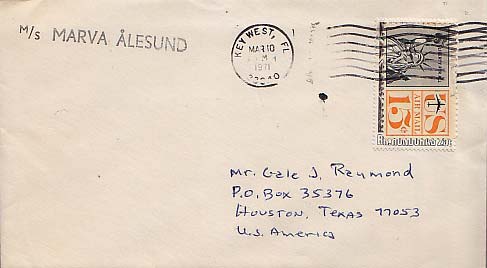 M/s MARVA ÅLESUND
KEY WEST, FL
MAR 10
1971
US
AIR MAIL
15¢
Mr. Gale J. Raymond
P.O. Box 35376
Houston, Texas 77053
U.S. America